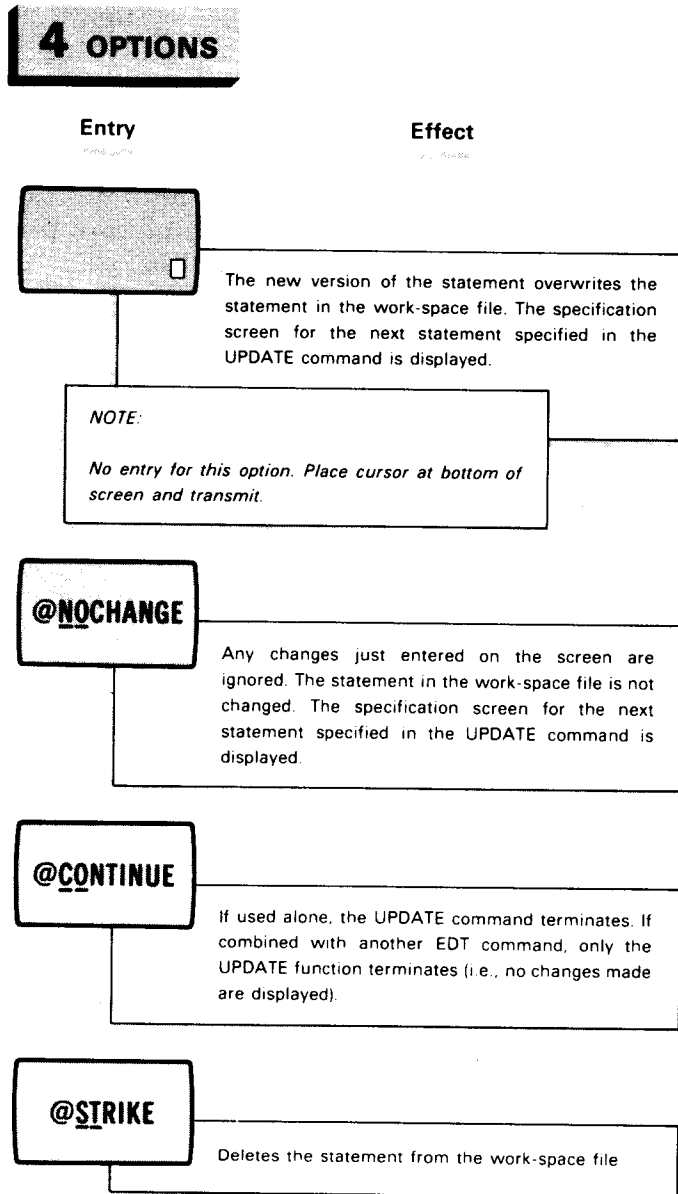 4 OPTIONS
Entry
Effect
The new version of the statement overwrites the
statement in the work-space file. The specification
screen for the next statement specified in the
UPDATE command is displayed.
NOTE:
No entry for this option. Place cursor at bottom of
screen and transmit.
@NOCHANGE
Any changes just entered on the screen are
ignored. The statement in the work-space file is not
changed. The specification screen for the next
statement specified in the UPDATE command is
displayed.
@CONTINUE
If used alone, the UPDATE command terminates. If
combined with another EDT command, only the
UPDATE function terminates (i.e., no changes made
are displayed).
@STRIKE
Deletes the statement from the work-space file